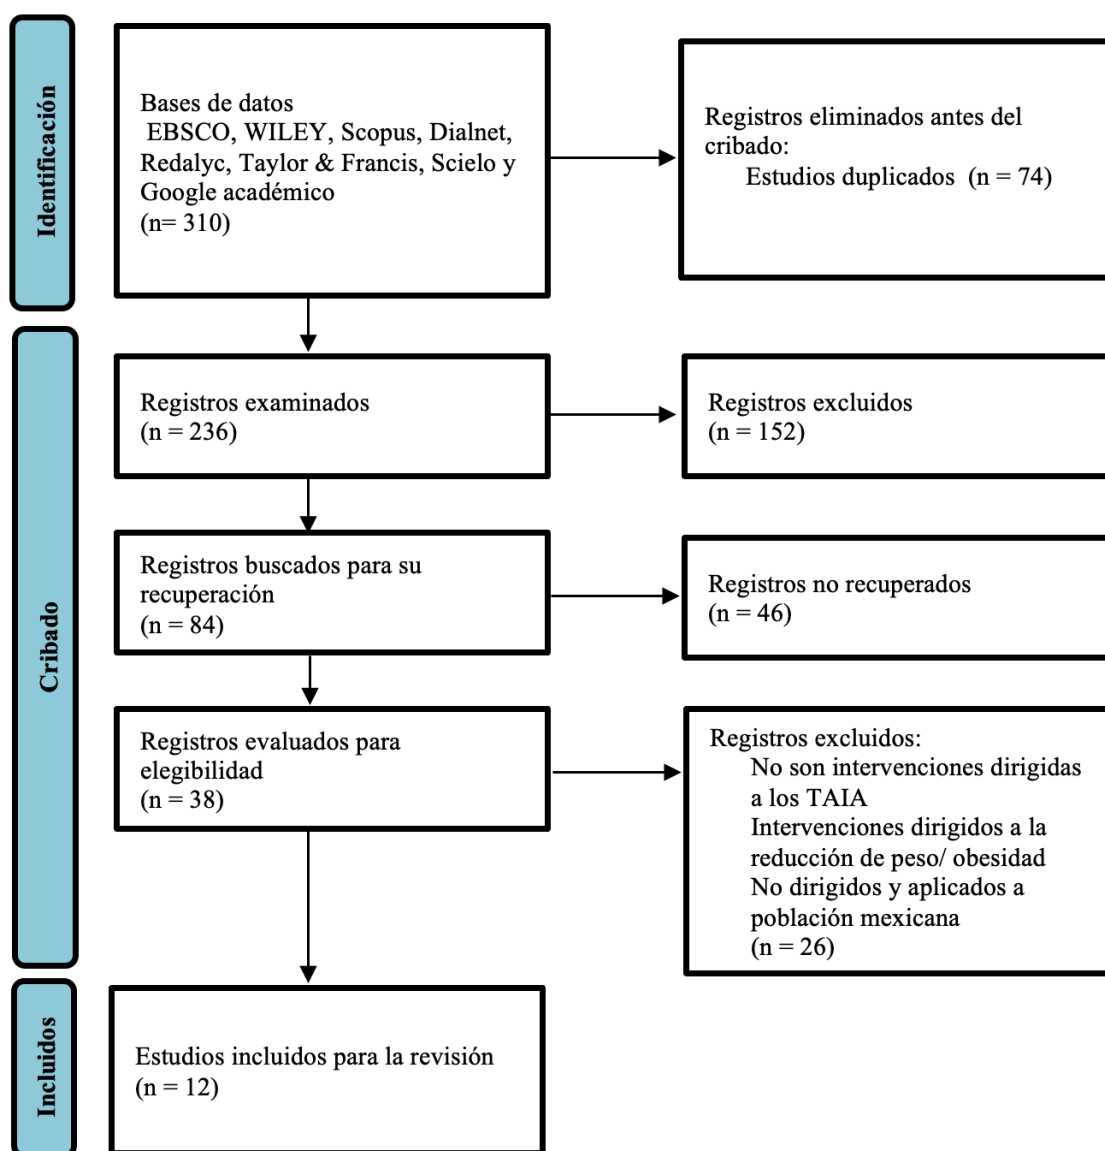 Identificación
Bases de datos
EBSCO, WILEY, Scopus, Dialnet,
Redalyc, Taylor & Francis, Scielo y
Google académico
(n= 310)
Registros eliminados antes del
cribado:
Estudios duplicados (n = 74)
Cribado
Registros examinados
(n = 236)
Registros excluidos
(n = 152)
Registros buscados para su
recuperación
(n = 84)
Registros no recuperados
(n = 46)
Registros evaluados para
elegibilidad
(n = 38)
Registros excluidos:
No son intervenciones dirigidas
a los TAIA
Intervenciones dirigidos a la
reducción de peso/ obesidad
No dirigidos y aplicados a
población mexicana
(n = 26)
Incluidos
Estudios incluidos para la revisión
(n = 12)